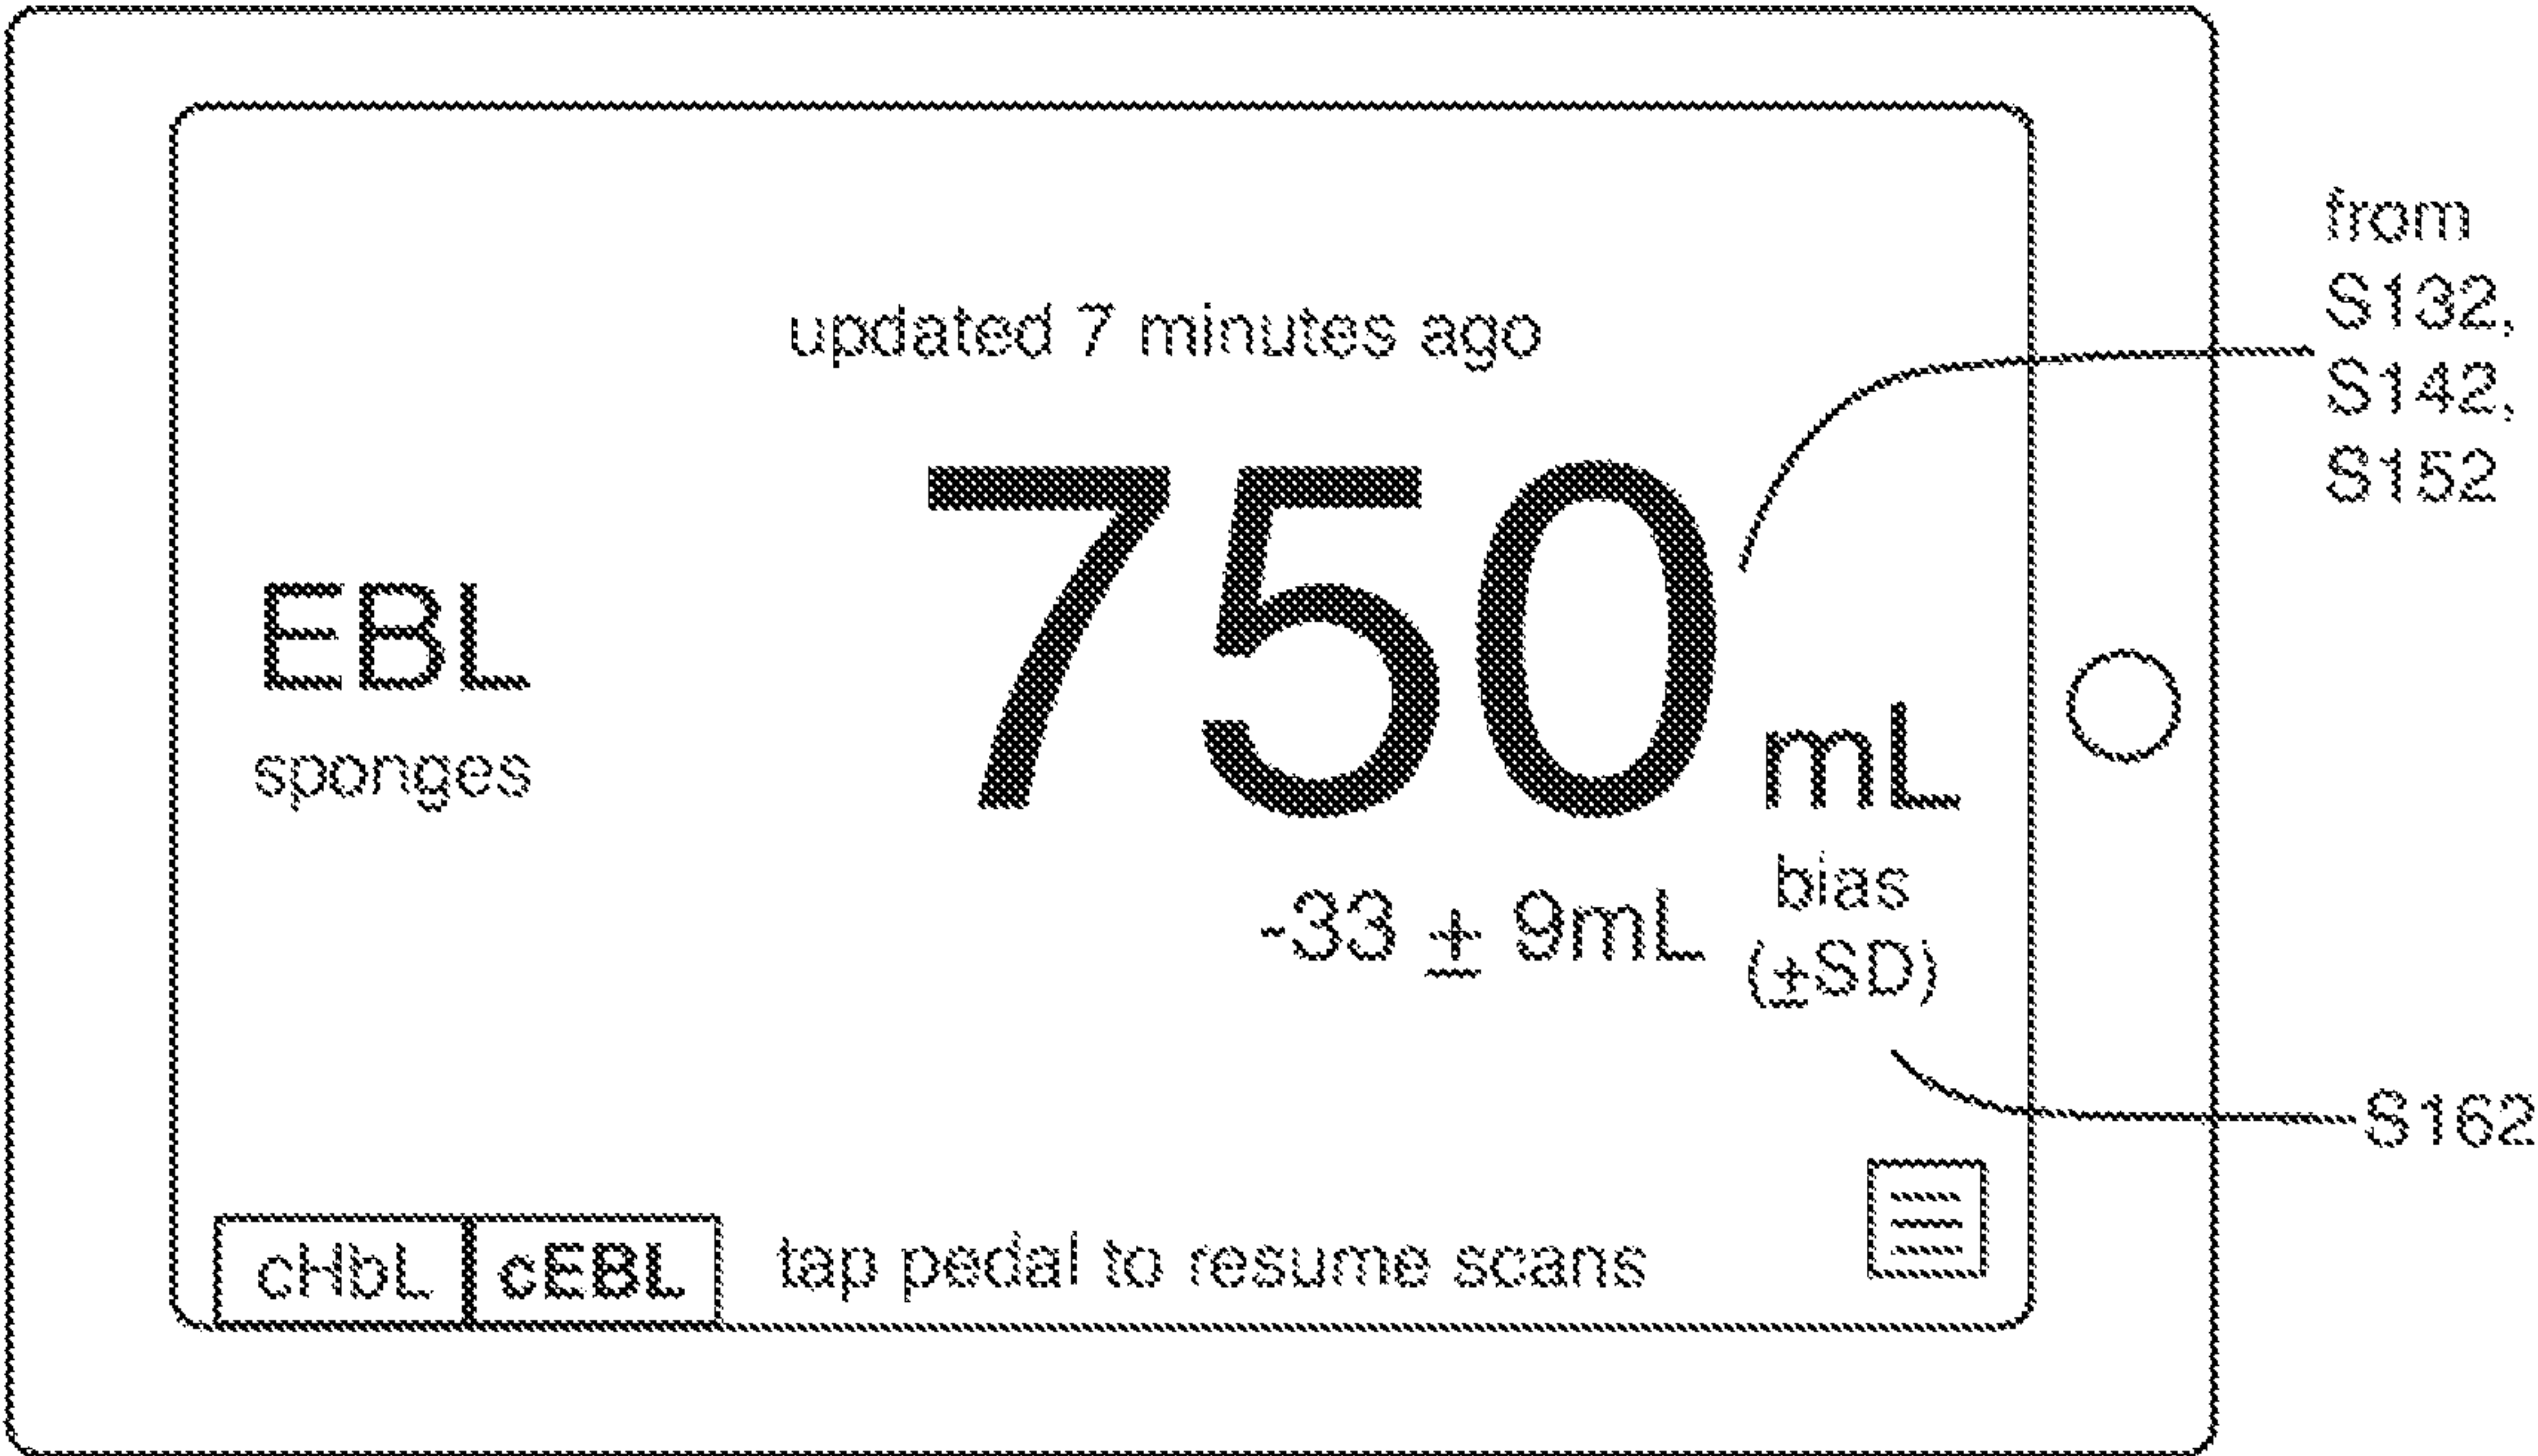 updated 7 minutes ago
from
S132,
S142,
S152
EBL
sponges
750 mL
-33 ± 9mL
bias
(±SD)
S162
cHbL
cEBL
tap pedal to resume scans